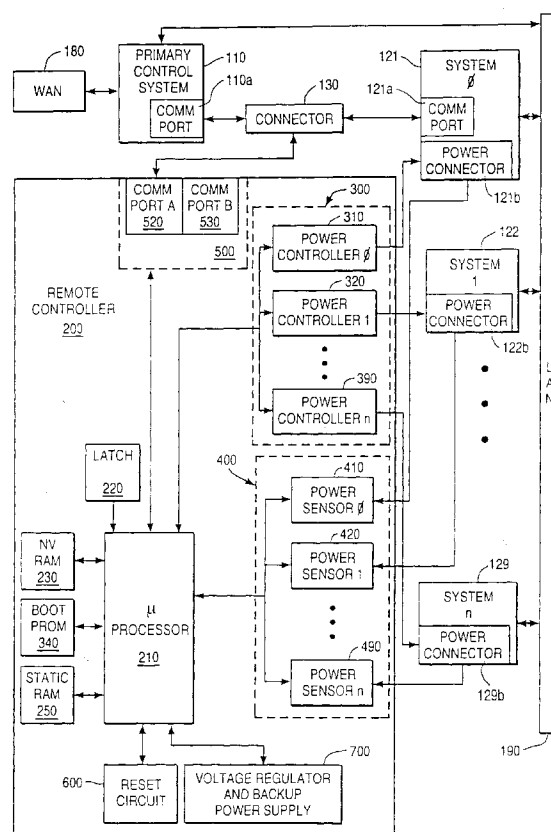 180
WAN
110
PRIMARY
CONTROL
SYSTEM
110a
COMM
PORT
130
CONNECTOR
121
SYSTEM
Ø
121a
COMM
PORT
POWER
CONNECTOR
121b
COMM
PORT A
520
COMM
PORT B
530
500
300
310
POWER
CONTROLLER Ø
320
POWER
CONTROLLER 1
390
POWER
CONTROLLER n
122
SYSTEM
1
POWER
CONNECTOR
122b
LAN
REMOTE
CONTROLLER
200
LATCH
220
NV
RAM
230
BOOT
PROM
340
STATIC
RAM
250
µ
PROCESSOR
210
400
410
POWER
SENSOR Ø
420
POWER
SENSOR 1
490
POWER
SENSOR n
129
SYSTEM
n
POWER
CONNECTOR
129b
190
600
RESET
CIRCUIT
700
VOLTAGE REGULATOR
AND BACKUP
POWER SUPPLY